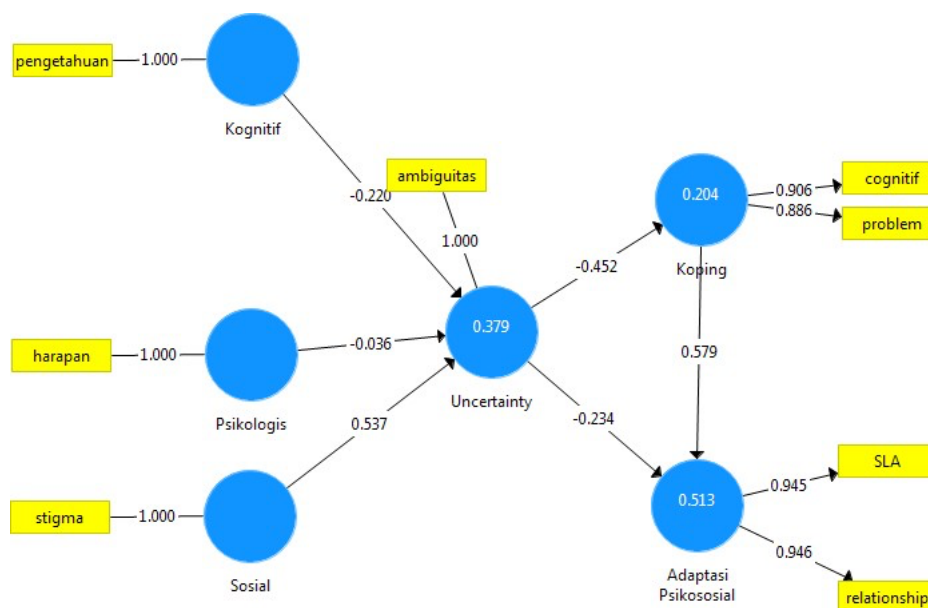 pengetahuan
1.000
Kognitif
-0.220
ambiguitas
1.000
0.204
0.906
cognitif
0.886
problem
Koping
-0.452
harapan
1.000
Psikologis
-0.036
0.379
Uncertainty
0.579
0.537
-0.234
stigma
1.000
Sosial
0.513
Adaptasi
Psikososial
0.945
SLA
0.946
relationship